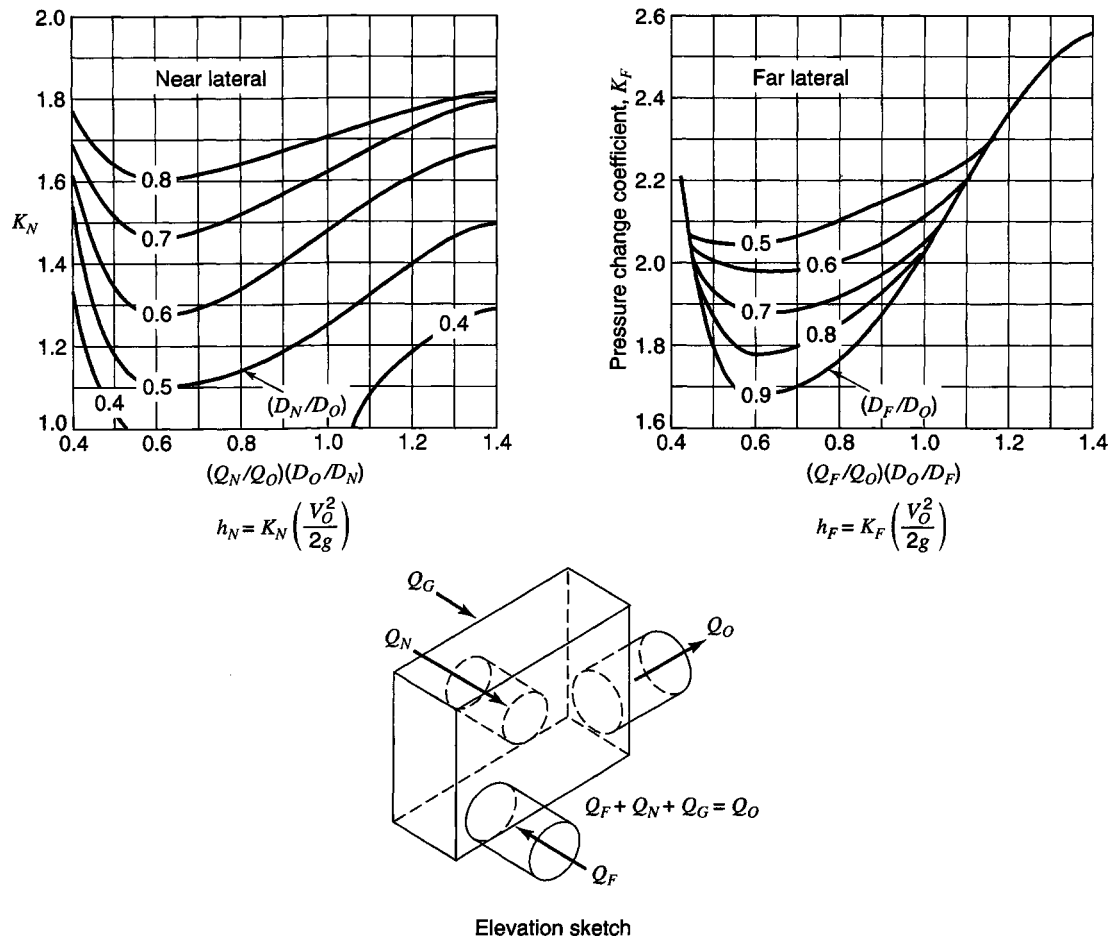 Near lateral
K_N
2.0
1.8
1.6
1.4
1.2
1.0
0.8
0.7
0.6
0.5
0.4
0.4
(D_N/D_O)
0.4 0.6 0.8 1.0 1.2 1.4
(Q_N/Q_O)(D_O/D_N)
h_N = K_N (V_O^2/2g)
Far lateral
Pressure change coefficient, K_F
2.6
2.4
2.2
2.0
1.8
1.6
0.5
0.6
0.7
0.8
0.9
(D_F/D_O)
0.4 0.6 0.8 1.0 1.2 1.4
(Q_F/Q_O)(D_O/D_F)
h_F = K_F (V_O^2/2g)
Q_G
Q_N
Q_O
Q_F + Q_N + Q_G = Q_O
Q_F
Elevation sketch